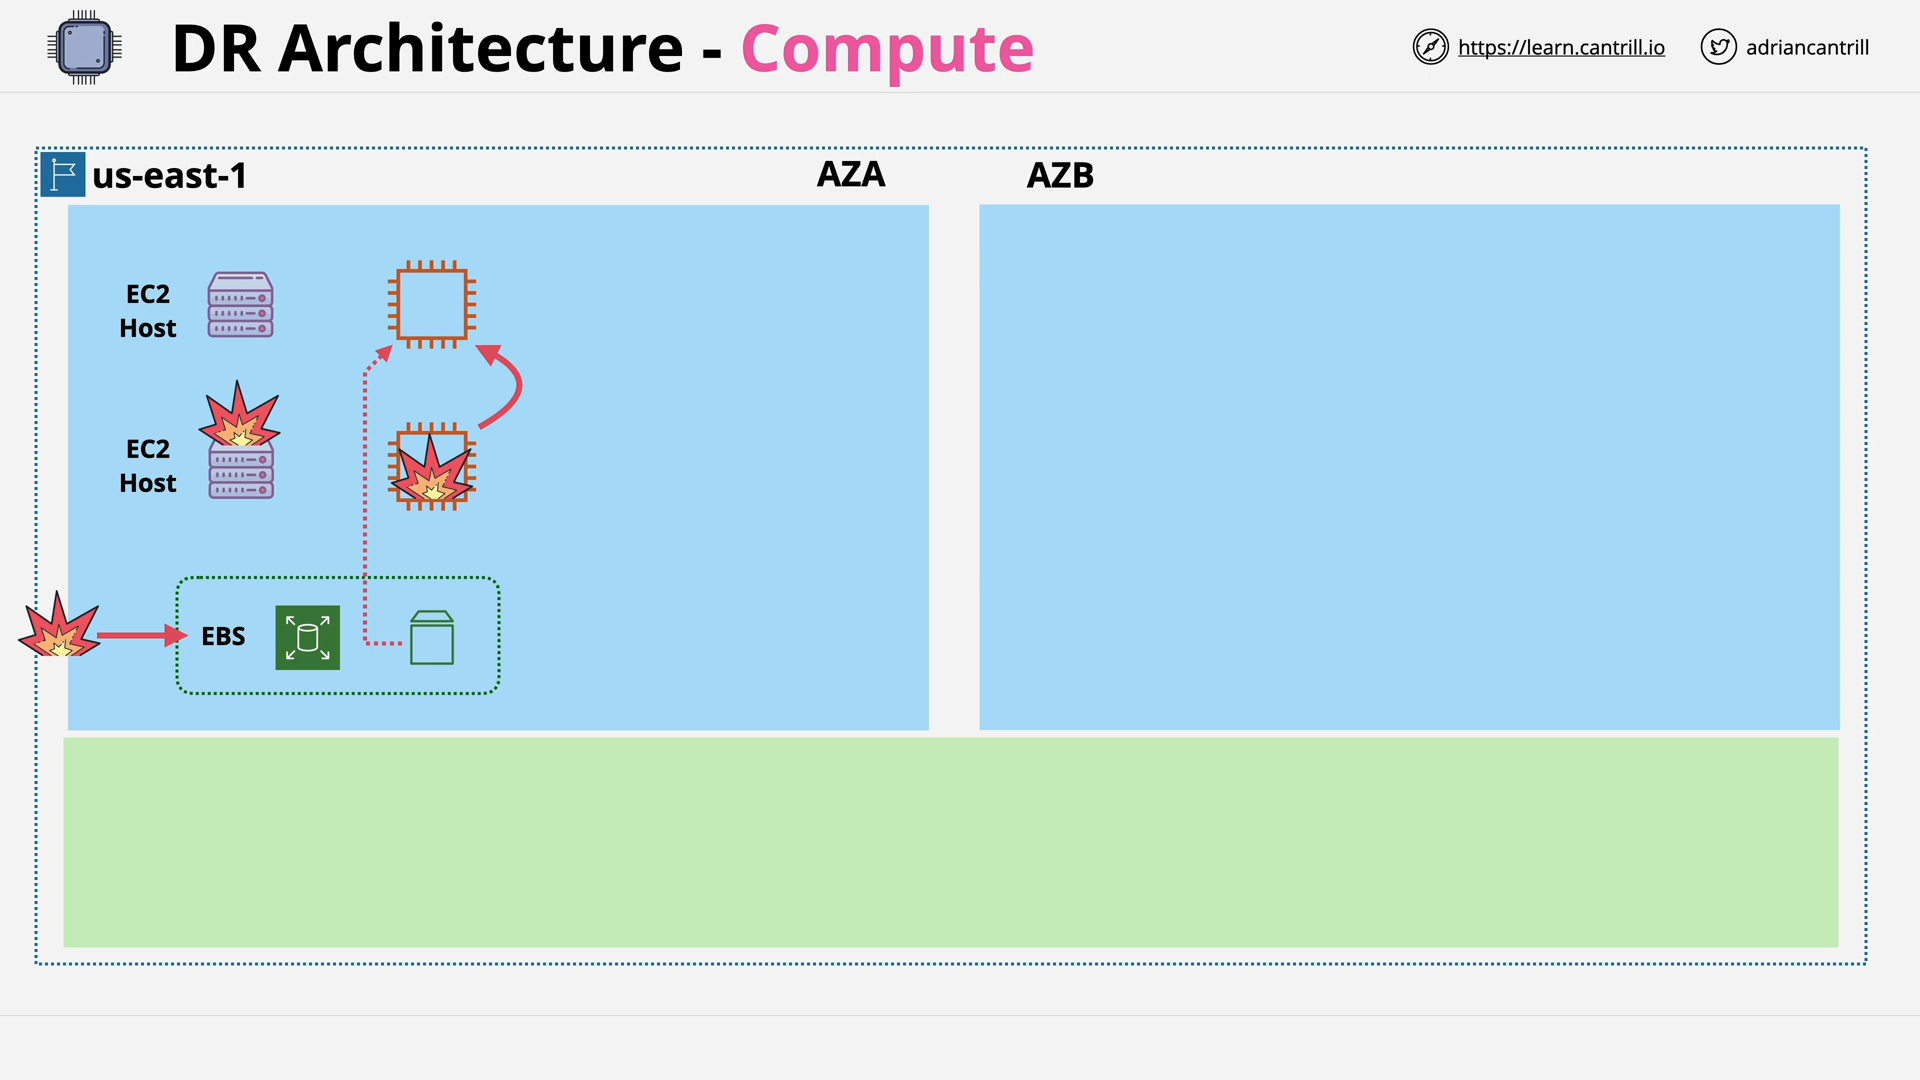 DR Architecture - Compute
https://learn.cantrill.io
adriancantrill
us-east-1
AZA
AZB
EC2
Host
EC2
Host
EBS